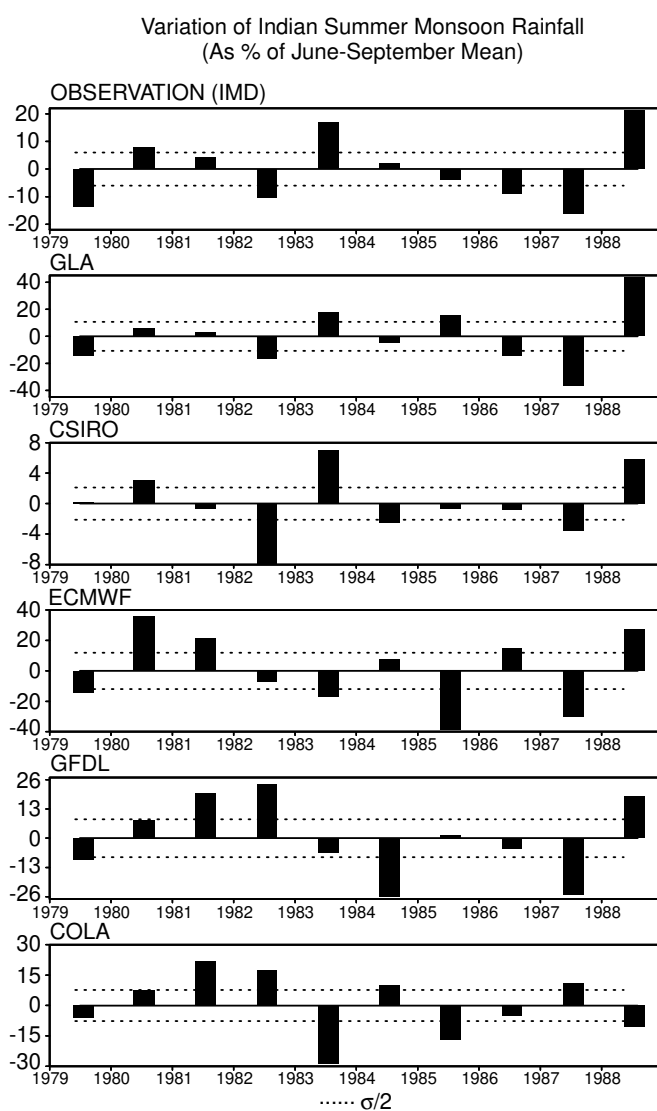 Variation of Indian Summer Monsoon Rainfall
(As % of June-September Mean)
OBSERVATION (IMD)
20
10
0
-10
-20
1979 1980 1981 1982 1983 1984 1985 1986 1987 1988
GLA
40
20
0
-20
-40
1979 1980 1981 1982 1983 1984 1985 1986 1987 1988
CSIRO
8
4
0
-4
-8
1979 1980 1981 1982 1983 1984 1985 1986 1987 1988
ECMWF
40
20
0
-20
-40
1979 1980 1981 1982 1983 1984 1985 1986 1987 1988
GFDL
26
13
0
-13
-26
1979 1980 1981 1982 1983 1984 1985 1986 1987 1988
COLA
30
15
0
-15
-30
1979 1980 1981 1982 1983 1984 1985 1986 1987 1988
...... σ/2